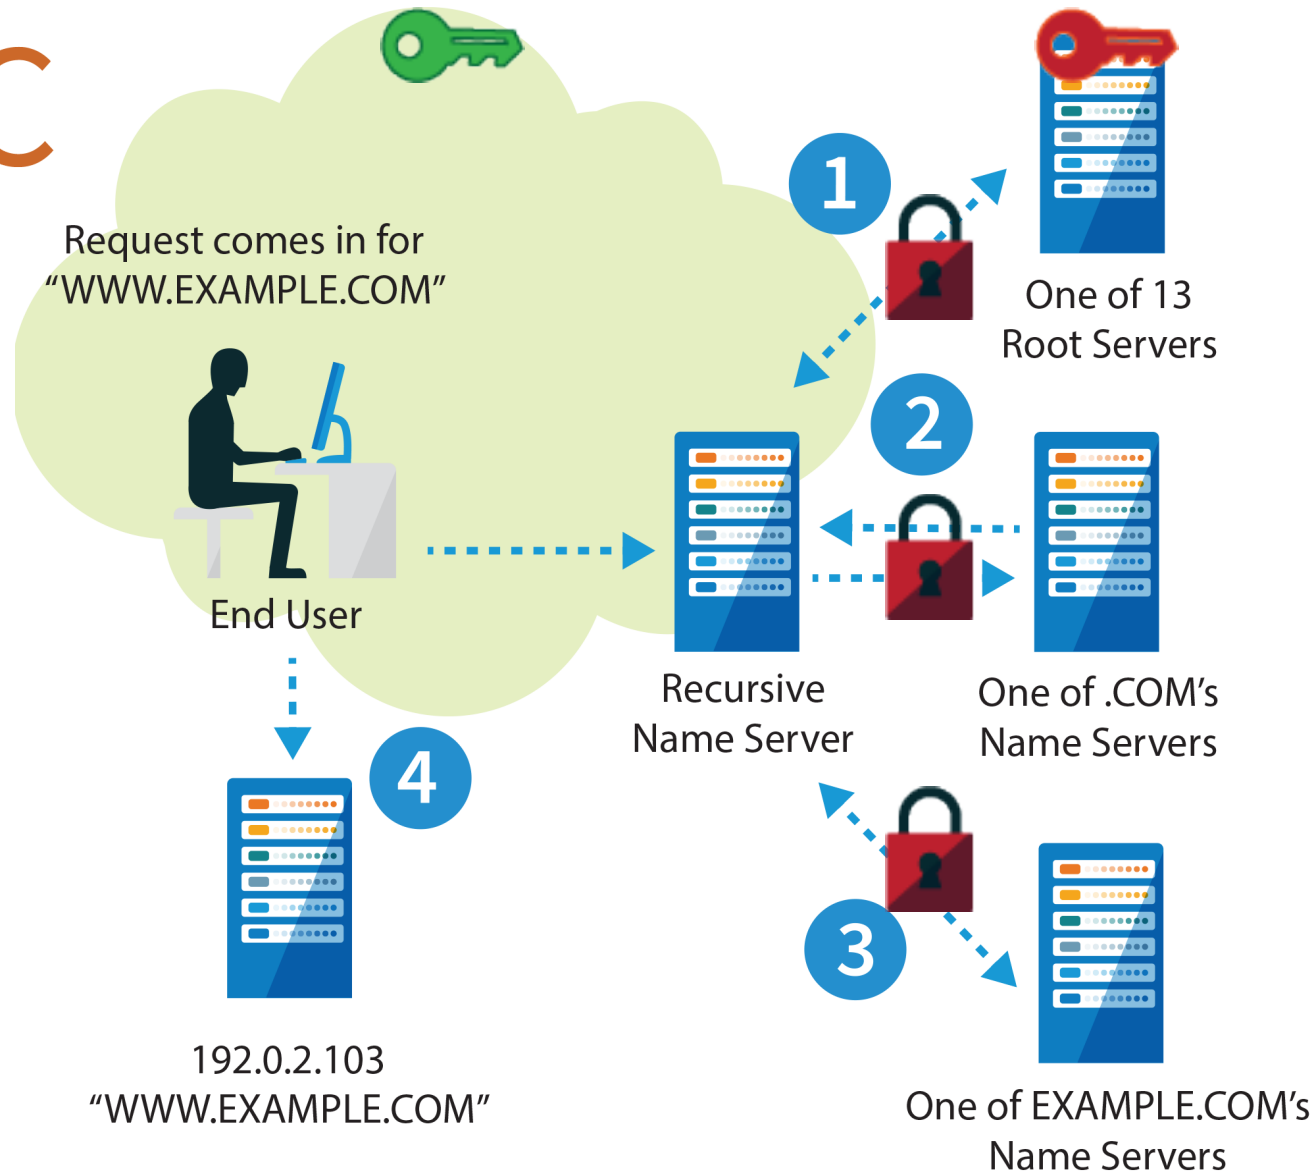 C
Request comes in for
“WWW.EXAMPLE.COM”
End User
1
One of 13
Root Servers
2
Recursive
Name Server
One of .COM’s
Name Servers
3
One of EXAMPLE.COM’s
Name Servers
4
192.0.2.103
“WWW.EXAMPLE.COM”